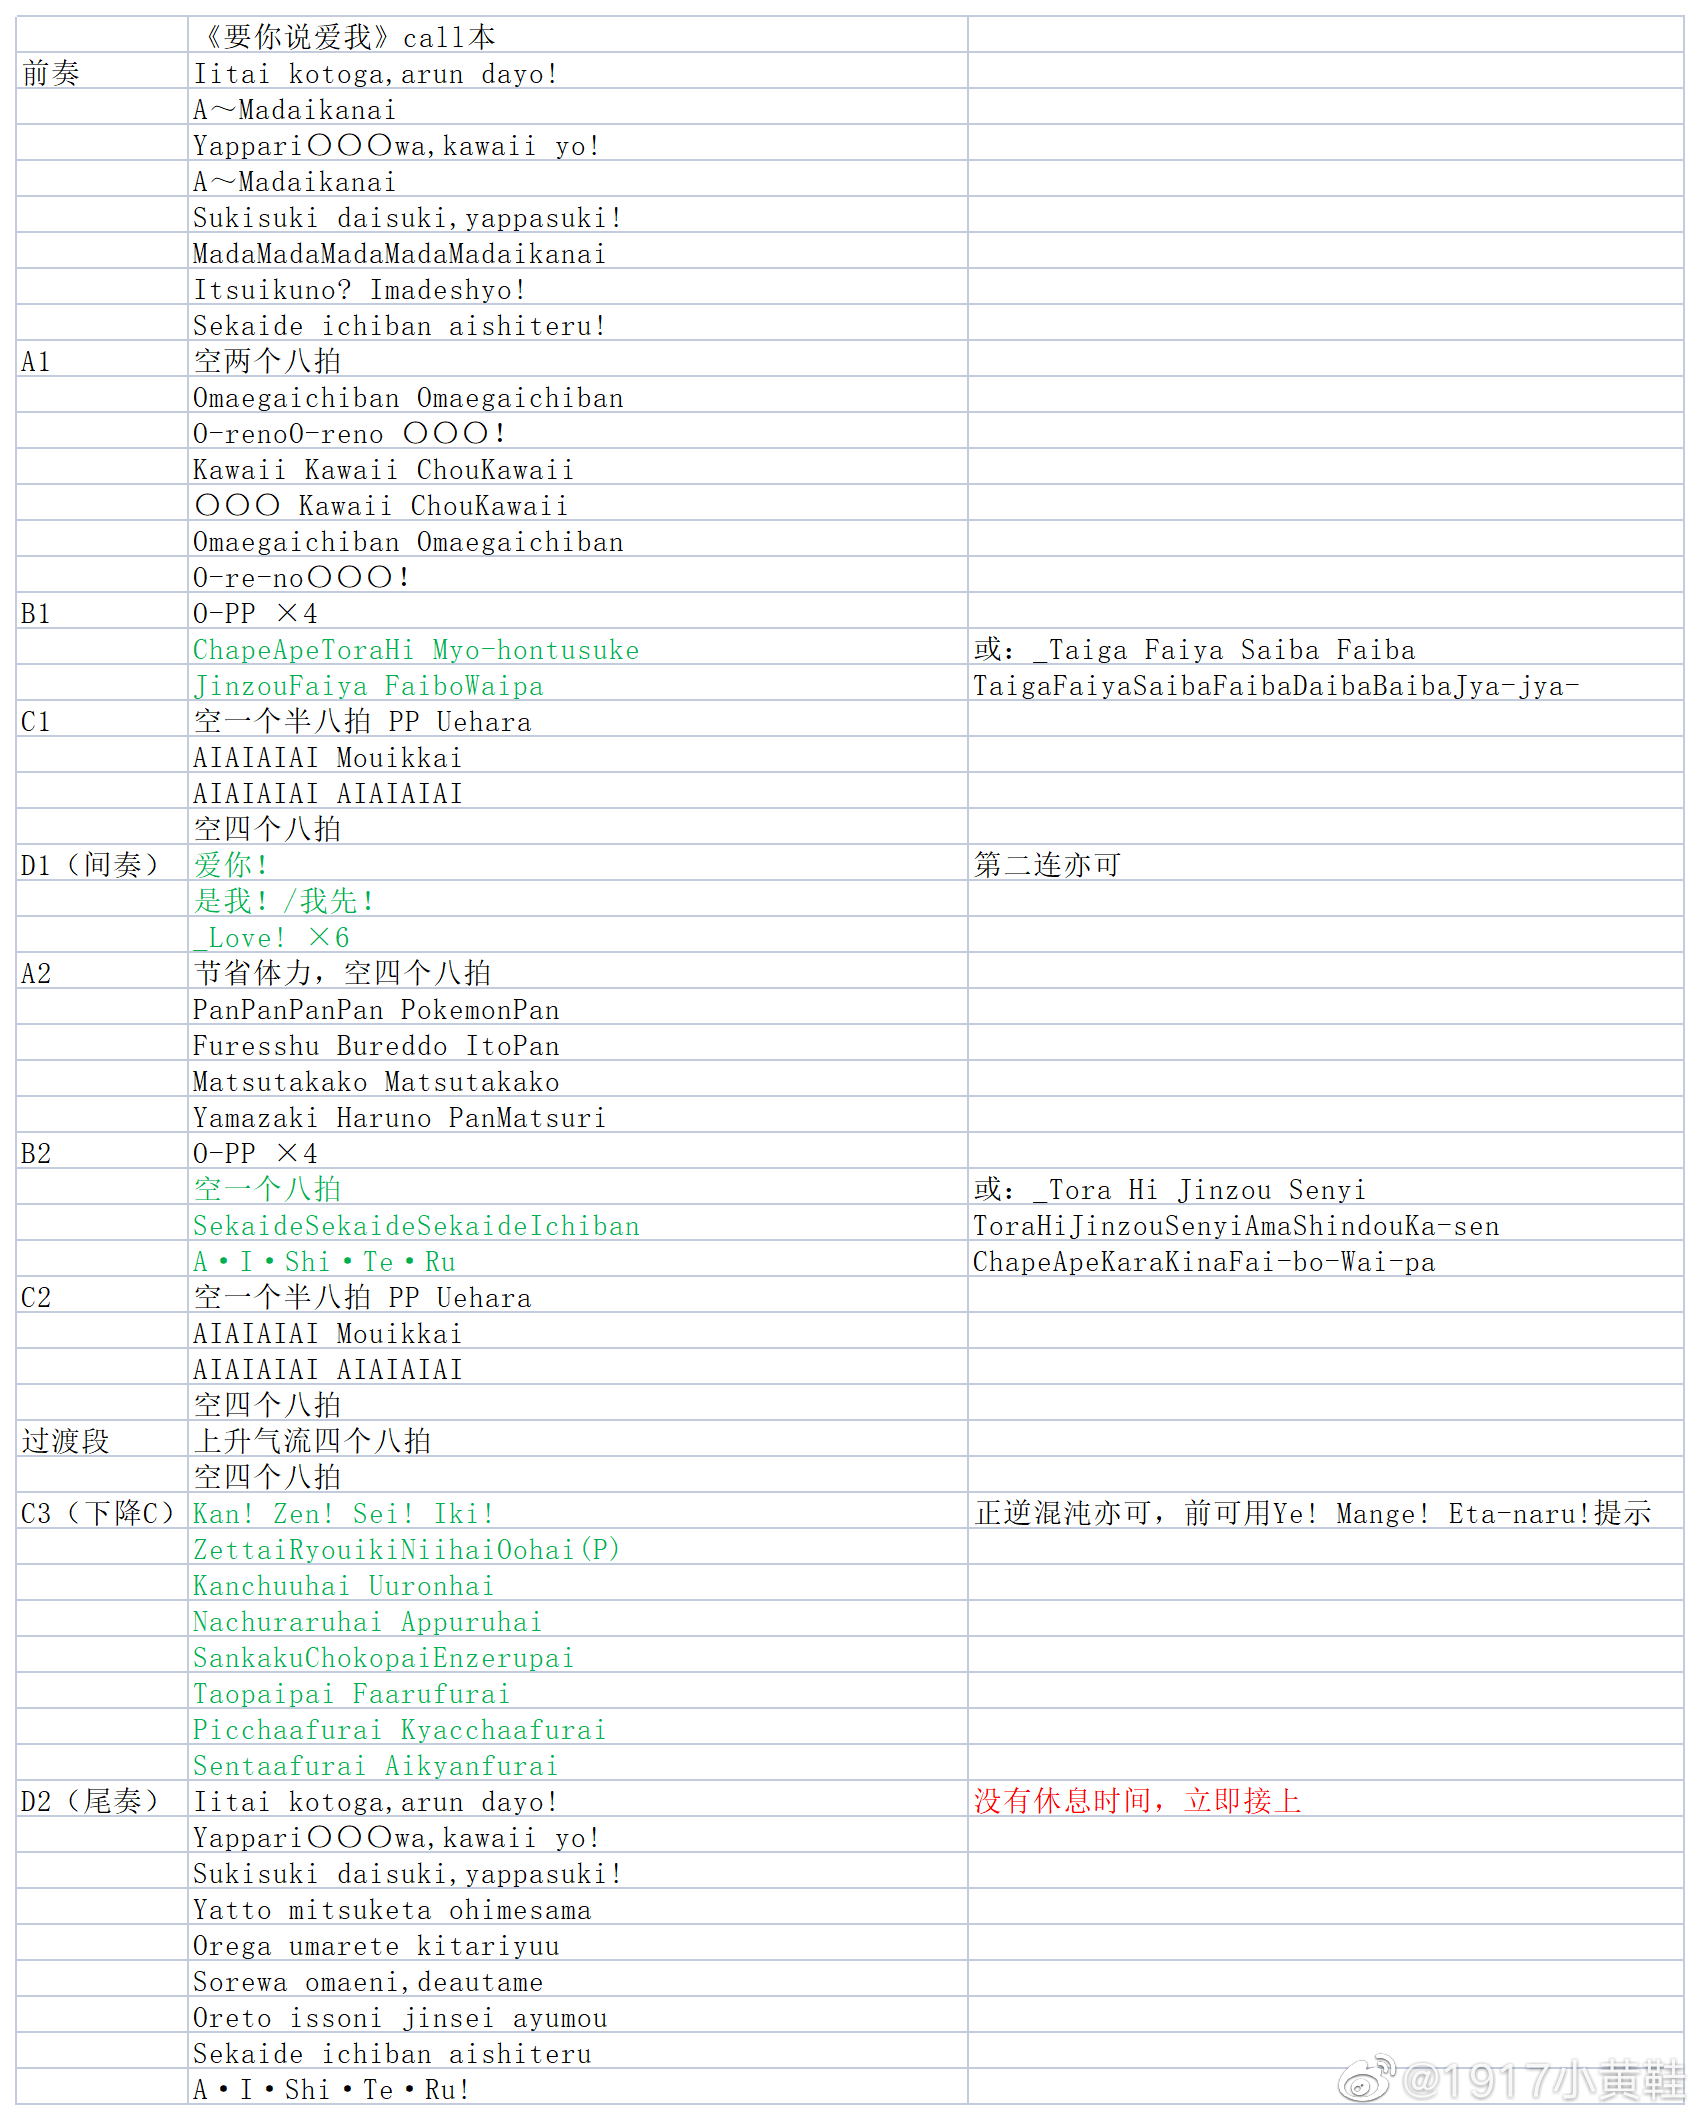 《要你说爱我》call本
前奏 Iitai kotoga,arun dayo!
A～Madaikanai
Yappari〇〇〇wa,kawaii yo!
A～Madaikanai
Sukisuki daisuki,yappasuki!
MadaMadaMadaMadaMadaikanai
Itsuikuno? Imadeshyo!
Sekaide ichiban aishiteru!
A1 空两个八拍
Omaegaichiban Omaegaichiban
O-renoO-reno 〇〇〇!
Kawaii Kawaii ChouKawaii
〇〇〇 Kawaii ChouKawaii
Omaegaichiban Omaegaichiban
O-re-no〇〇〇!
B1 O-PP ×4
ChapeApeToraHi Myo-hontusuke 或: _Taiga Faiya Saiba Faiba
JinzouFaiya FaiboWaipa TaigaFaiyaSaibaFaibaDaibaBaibaJya-jya-
C1 空一个半八拍 PP Uehara
AIAIAIAI Mouikkai
AIAIAIAI AIAIAIAI
空四个八拍
D1（间奏） 爱你! 第二连亦可
是我! /我先!
_Love! ×6
A2 节省体力，空四个八拍
PanPanPanPan PokemonPan
Furesshu Bureddo ItoPan
Matsutakako Matsutakako
Yamazaki Haruno PanMatsuri
B2 O-PP ×4
空一个八拍 或: _Tora Hi Jinzou Senyi
SekaideSekaideSekaideIchiban ToraHiJinzouSenyiAmaShindouKa-sen
A·I·Shi·Te·Ru ChapeApeKaraKinaFai-bo-Wai-pa
C2 空一个半八拍 PP Uehara
AIAIAIAI Mouikkai
AIAIAIAI AIAIAIAI
空四个八拍
过渡段 上升气流四个八拍
空四个八拍
C3（下降C） Kan! Zen! Sei! Iki! 正逆混沌亦可，前可用Ye! Mange! Eta-naru!提示
ZettaiRyouikiNiihaiOohai(P)
Kanchuuhai Uuronhai
Nachuraruhai Appuruhai
SankakuChokopaiEnzerupai
Taopaipai Faarufurai
Picchaafurai Kyacchaafurai
Sentaafurai Aikyanfurai
D2（尾奏） Iitai kotoga,arun dayo! 没有休息时间，立即接上
Yappari〇〇〇wa,kawaii yo!
Sukisuki daisuki,yappasuki!
Yatto mitsuketa ohimesama
Orega umarete kitariyuu
Sorewa omaeni,deautame
Oreto issoni jinsei ayumou
Sekaide ichiban aishiteru
A·I·Shi·Te·Ru!
@1917小黄鞋